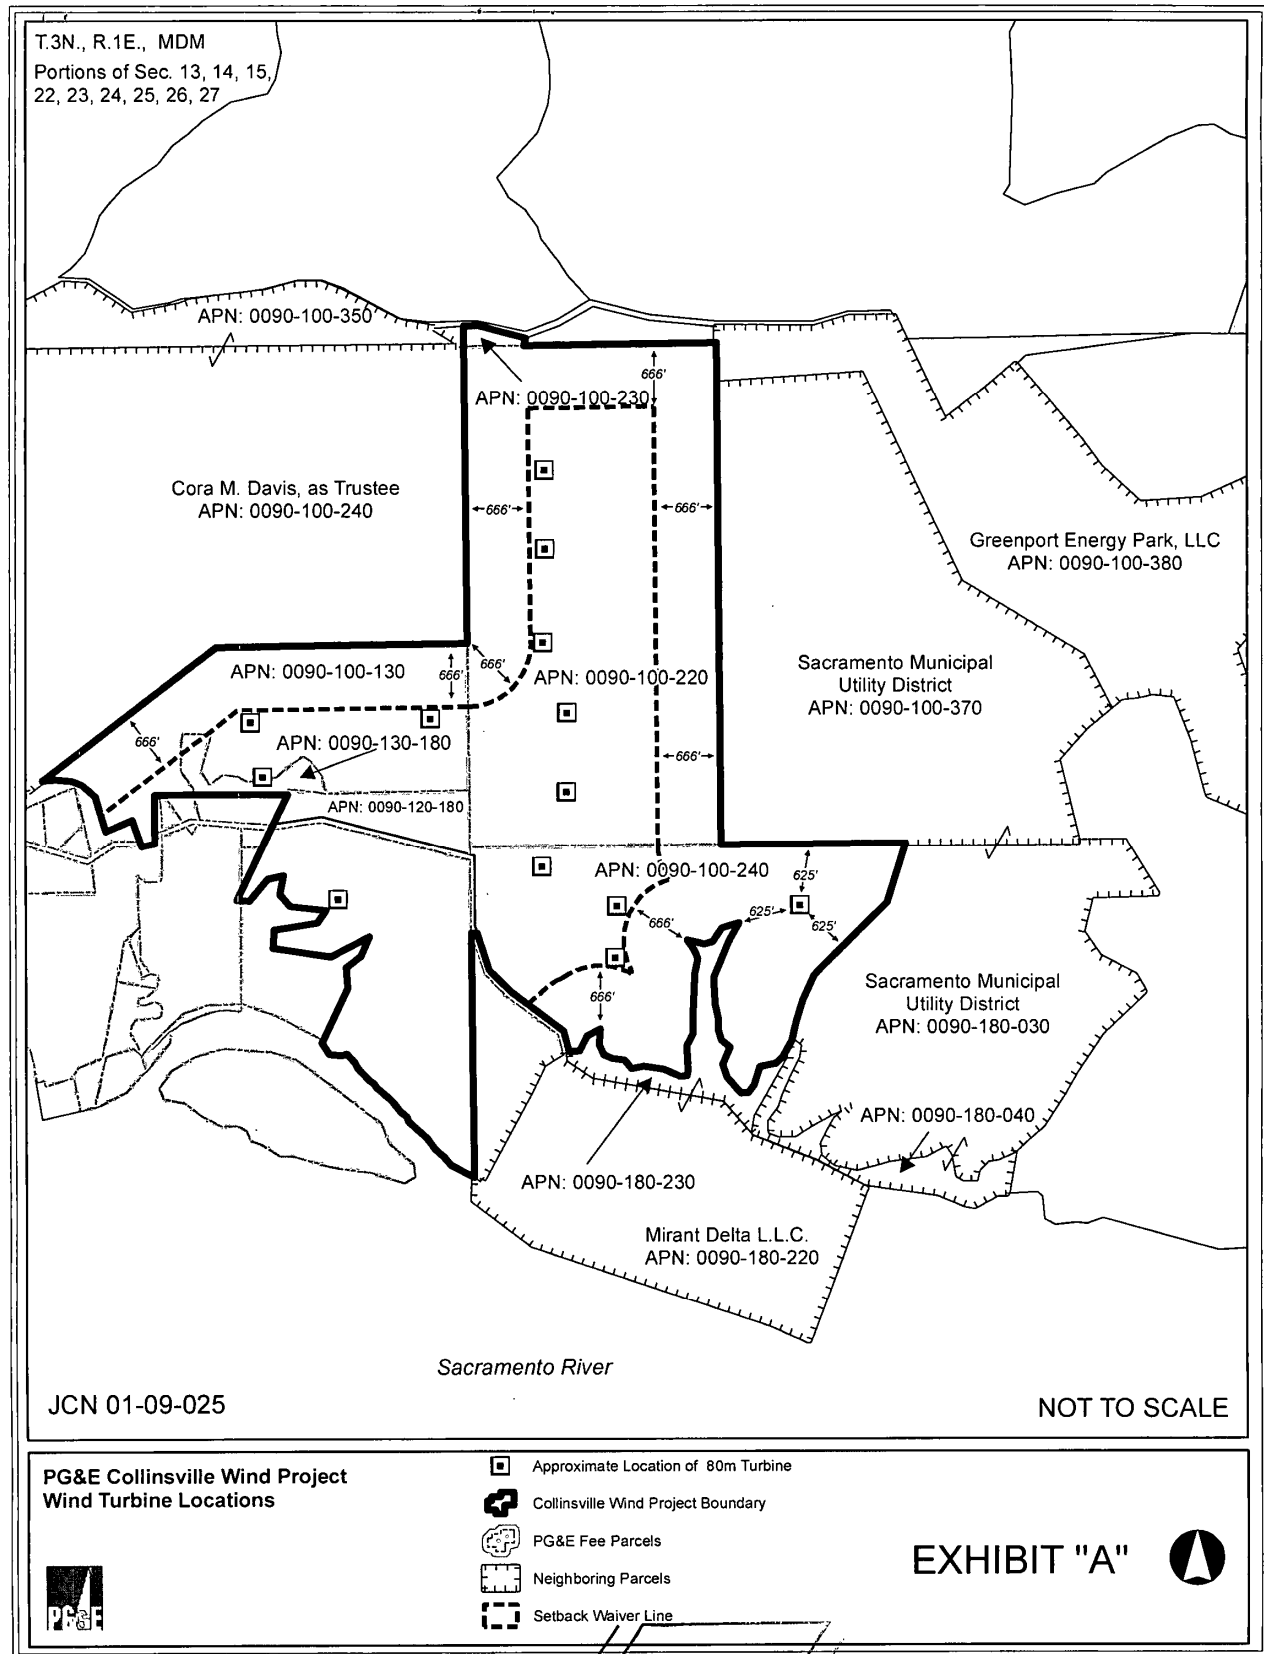 T.3N., R.1E., MDM
Portions of Sec. 13, 14, 15,
22, 23, 24, 25, 26, 27
APN: 0090-100-350
666'
APN: 0090-100-230
Cora M. Davis, as Trustee
APN: 0090-100-240
666'
666'
Greenport Energy Park, LLC
APN: 0090-100-380
APN: 0090-100-130
666'
666'
APN: 0090-100-220
Sacramento Municipal
Utility District
APN: 0090-100-370
666'
APN: 0090-130-180
666'
APN: 0090-120-180
APN: 0090-100-240
625'
666'
625'
625'
666'
Sacramento Municipal
Utility District
APN: 0090-180-030
APN: 0090-180-040
APN: 0090-180-230
Mirant Delta L.L.C.
APN: 0090-180-220
Sacramento River
JCN 01-09-025
NOT TO SCALE
PG&E Collinsville Wind Project
Wind Turbine Locations
Approximate Location of 80m Turbine
Collinsville Wind Project Boundary
PG&E Fee Parcels
Neighboring Parcels
Setback Waiver Line
EXHIBIT "A"
PG&E